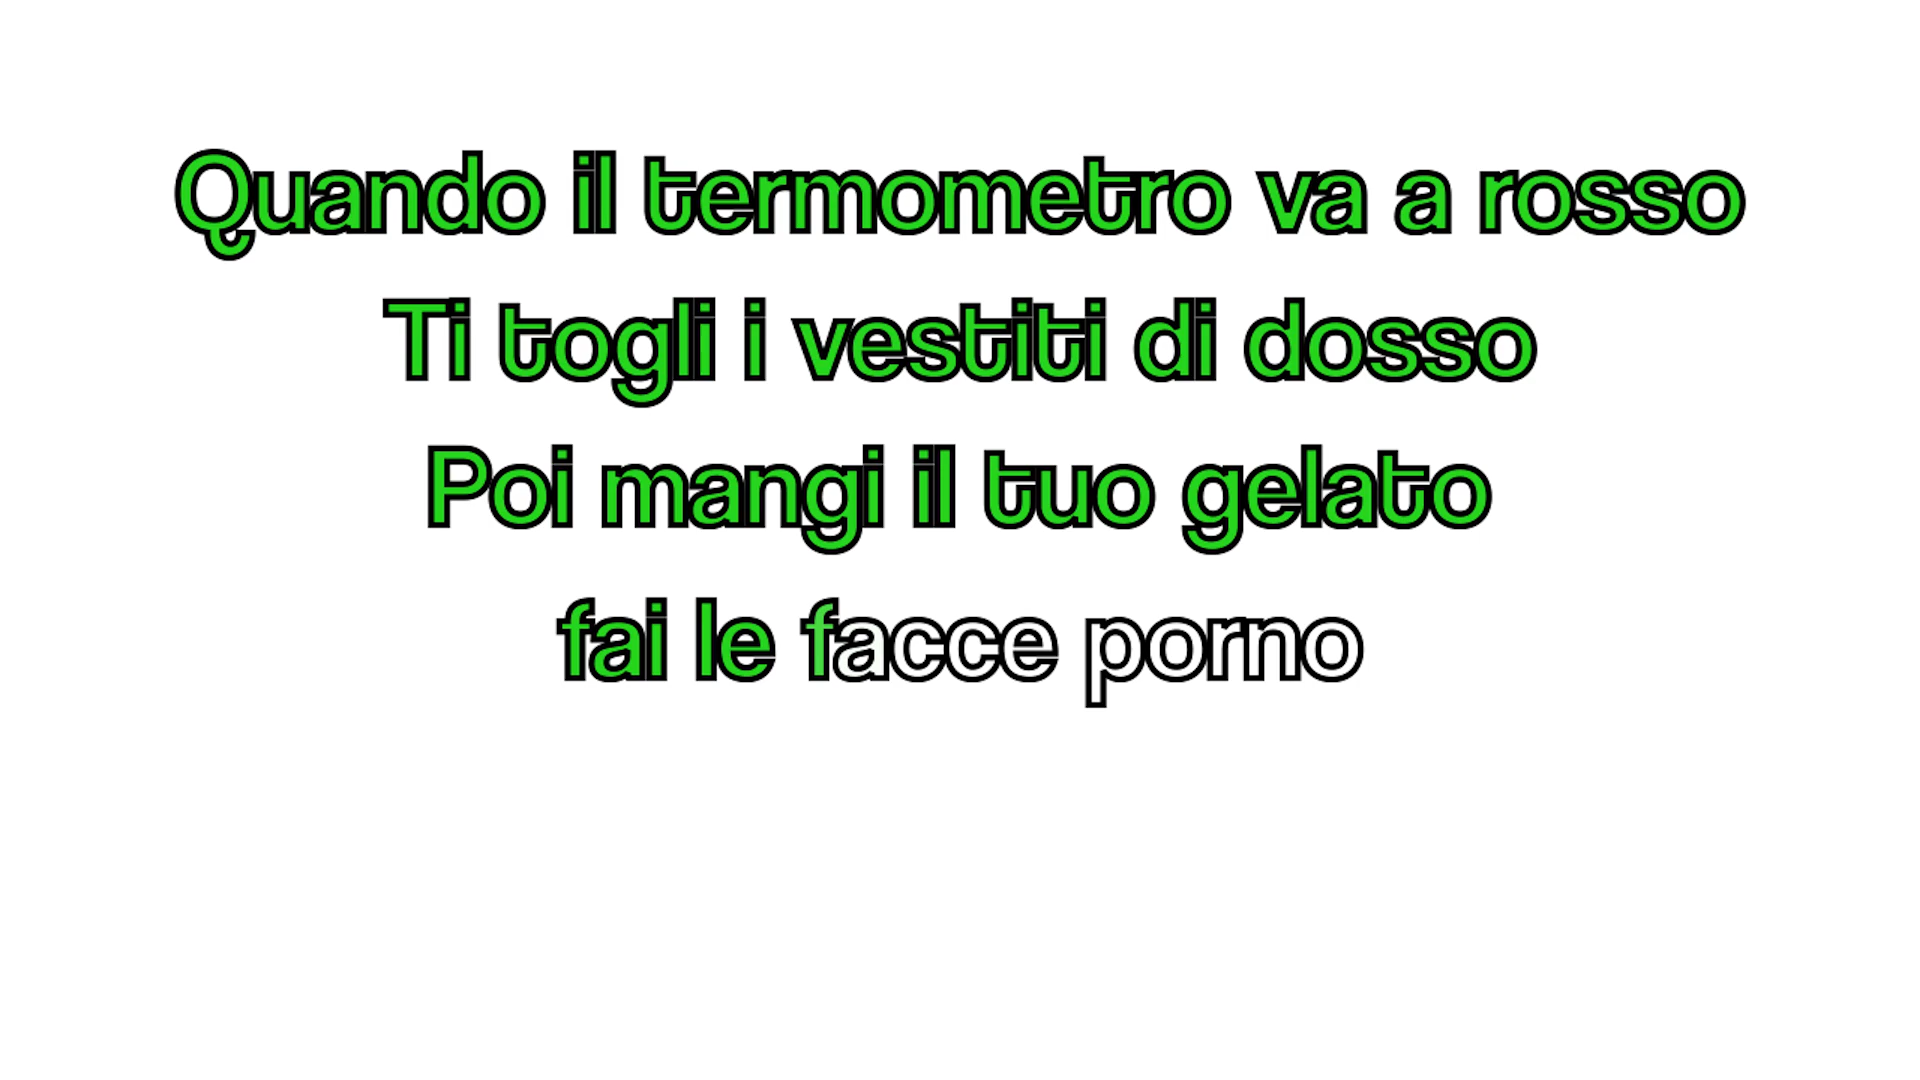 Quando il termometro va a rosso
Ti togli i vestiti di dosso
Poi mangi il tuo gelato
fai le facce porno